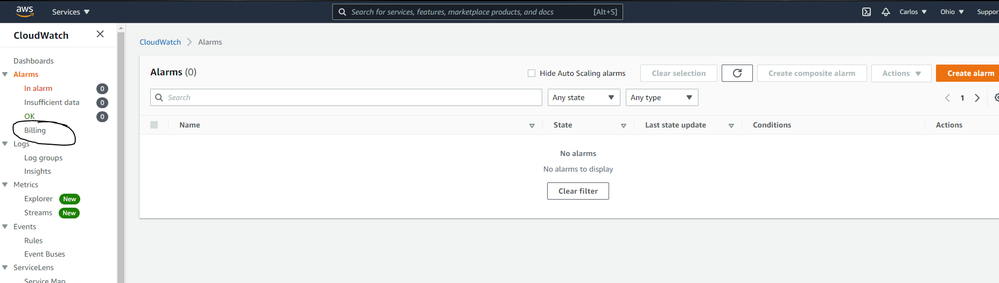 aws Services Search for services, features, marketplace products, and docs [Alt+S] Carlos Ohio Suppor
CloudWatch
CloudWatch Alarms
Dashboards
Alarms
In alarm 0
Insufficient data 0
OK 0
Billing
Logs
Log groups
Insights
Metrics
Explorer New
Streams New
Events
Rules
Event Buses
ServiceLens
Service Map
Alarms (0) Hide Auto Scaling alarms Clear selection Create composite alarm Actions Create alarm
Search Any state Any type 1
Name State Last state update Conditions Actions
No alarms
No alarms to display
Clear filter